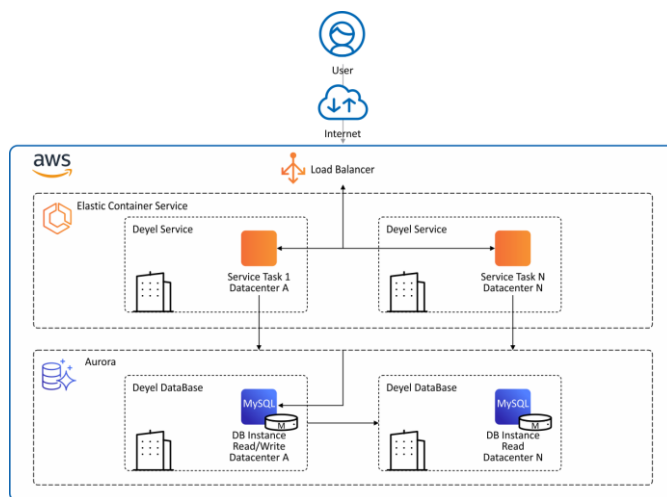 User
Internet
aws
Load Balancer
Elastic Container Service
Deyel Service
Deyel Service
Service Task 1
Datacenter A
Service Task N
Datacenter N
Aurora
Deyel DataBase
Deyel DataBase
MySQL
M
MySQL
M
DB Instance
Read/Write
Datacenter A
DB Instance
Read
Datacenter N